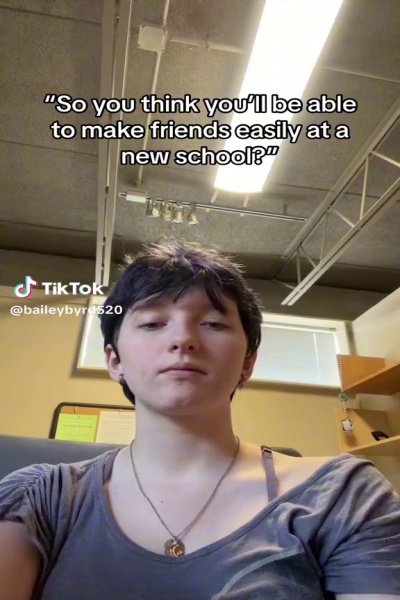 “So you think you’ll be able
to make friends easily at a
new school?”
TikTok
@baileybyrd520